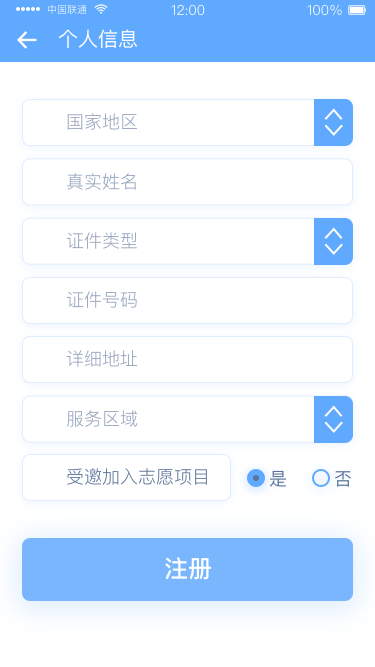 中国联通 12:00 100%
个人信息
国家地区
真实姓名
证件类型
证件号码
详细地址
服务区域
受邀加入志愿项目 是 否
注册